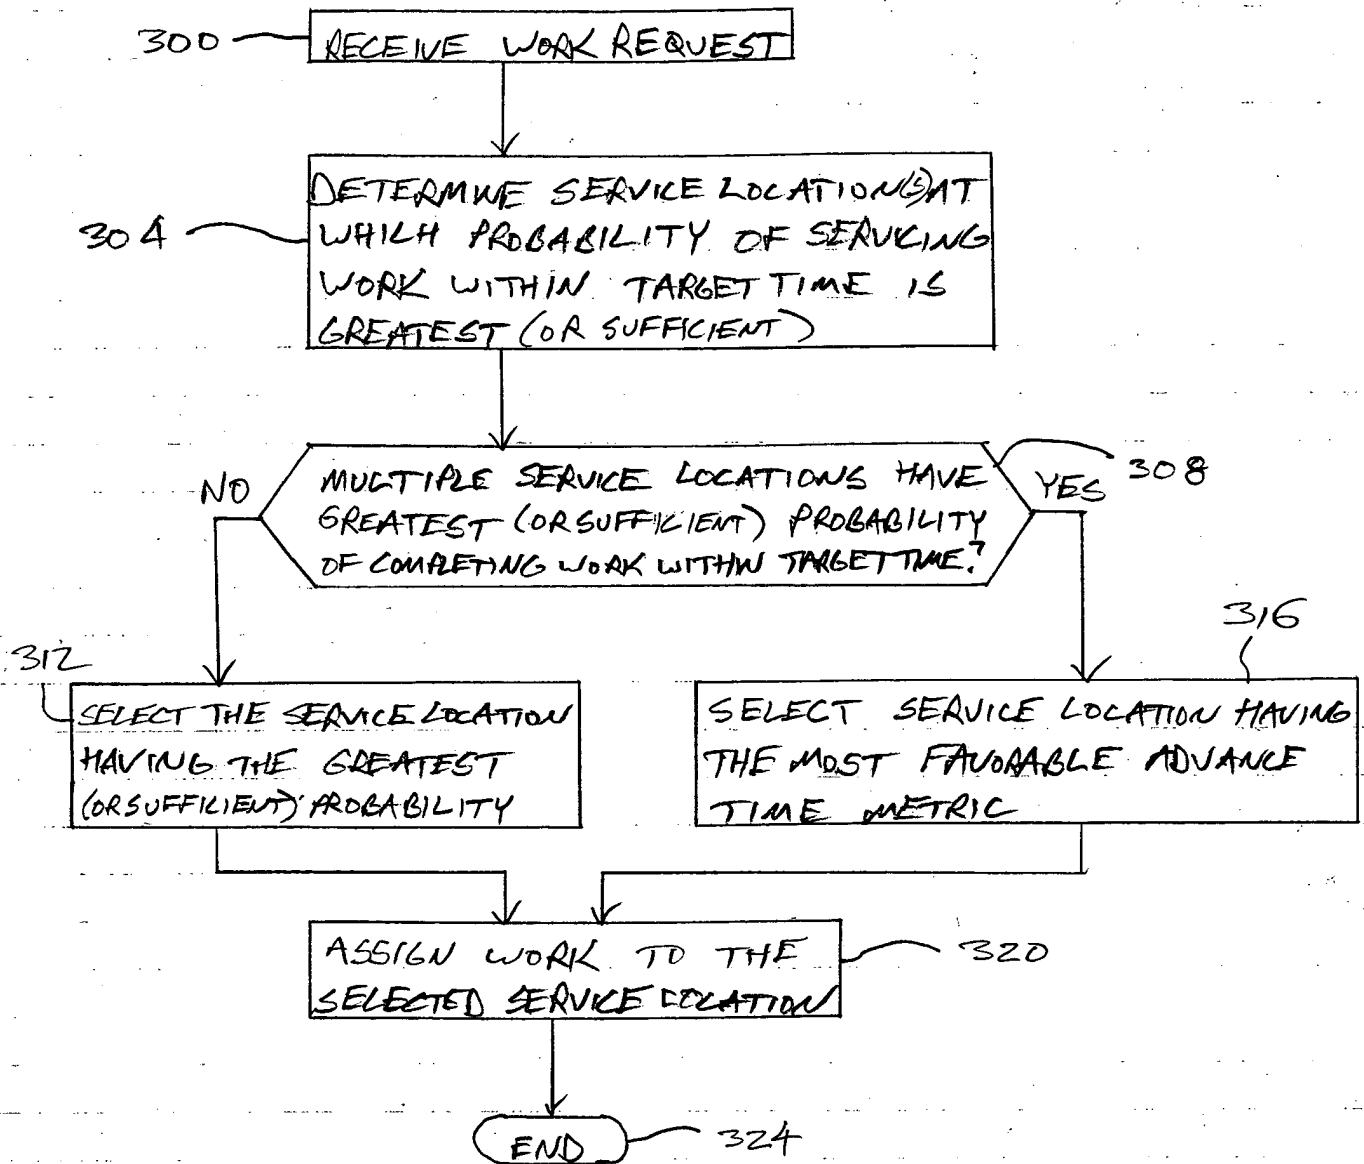 300
RECEIVE WORK REQUEST
304
DETERMINE SERVICE LOCATION(S) AT
WHICH PROBABILITY OF SERVICING
WORK WITHIN TARGET TIME IS
GREATEST (OR SUFFICIENT)
NO
MULTIPLE SERVICE LOCATIONS HAVE
GREATEST (OR SUFFICIENT) PROBABILITY
OF COMPLETING WORK WITHIN TARGET TIME?
YES
308
312
SELECT THE SERVICE LOCATION
HAVING THE GREATEST
(OR SUFFICIENT) PROBABILITY
316
SELECT SERVICE LOCATION HAVING
THE MOST FAVORABLE ADVANCE
TIME METRIC
ASSIGN WORK TO THE
SELECTED SERVICE LOCATION
320
END
324